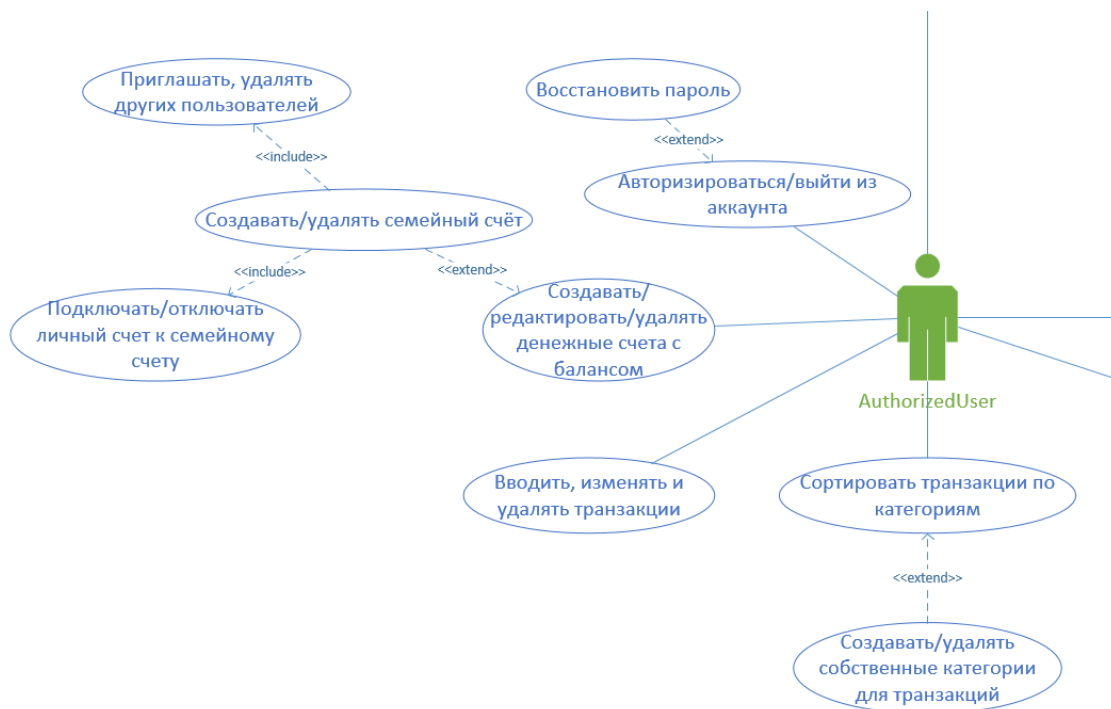 Приглашать, удалять
других пользователей
Восстановить пароль
<<include>>
<<extend>>
Авторизироваться/выйти из
аккаунта
Создавать/удалять семейный счёт
<<include>>
<<extend>>
Подключать/отключать
личный счет к семейному
счету
Создавать/
редактировать/удалять
денежные счета с
балансом
AuthorizedUser
Вводить, изменять и
удалять транзакции
Сортировать транзакции по
категориям
<<extend>>
Создавать/удалять
собственные категории
для транзакций